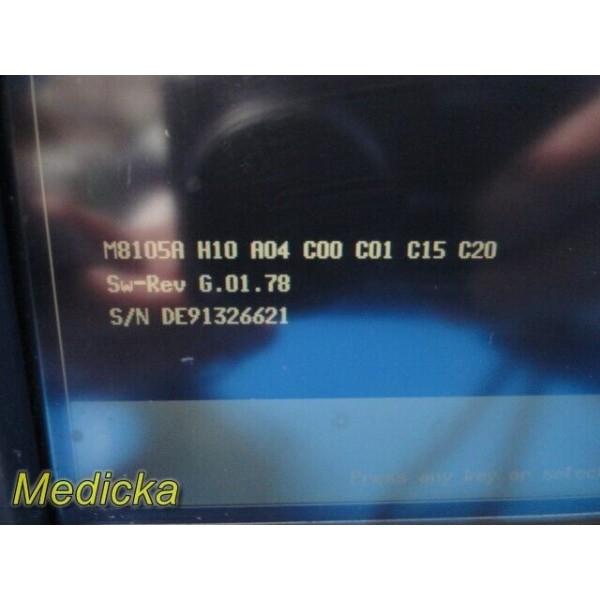 M8105A H10 A04 C00 C01 C15 C20
Sw-Rev G.01.78
S/N DE91326621
Press any key or select
Medicka